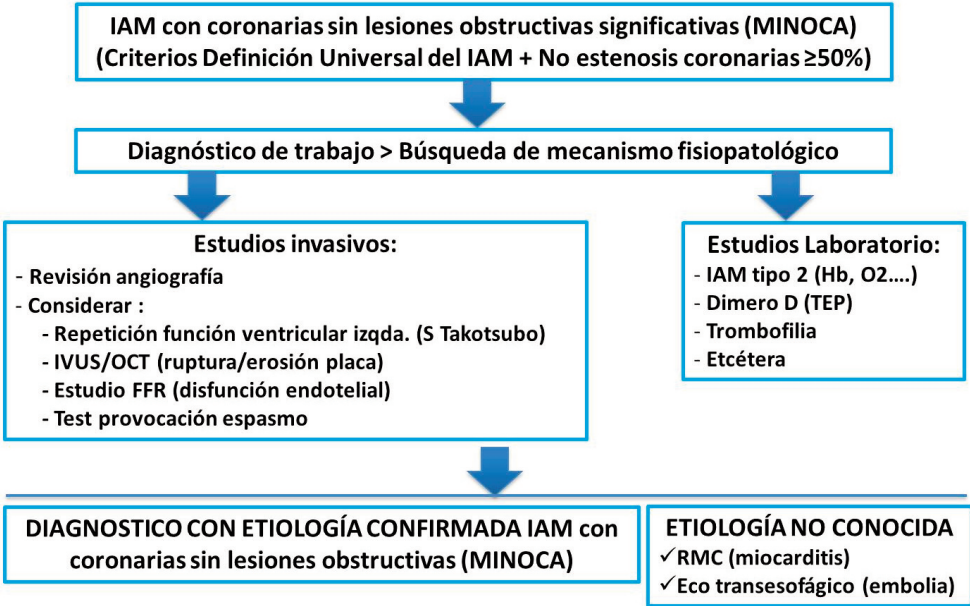 IAM con coronarias sin lesiones obstructivas significativas (MINOCA)
(Criterios Definición Universal del IAM + No estenosis coronarias ≥50%)
Diagnóstico de trabajo > Búsqueda de mecanismo fisiopatológico
Estudios invasivos:
- Revisión angiografía
- Considerar :
- Repetición función ventricular izqda. (S Takotsubo)
- IVUS/OCT (ruptura/erosión placa)
- Estudio FFR (disfunción endotelial)
- Test provocación espasmo
Estudios Laboratorio:
- IAM tipo 2 (Hb, O2....)
- Dimero D (TEP)
- Trombofilia
- Etcétera
DIAGNOSTICO CON ETIOLOGÍA CONFIRMADA IAM con
coronarias sin lesiones obstructivas (MINOCA)
ETIOLOGÍA NO CONOCIDA
✓RMC (miocarditis)
✓Eco transesofágico (embolia)